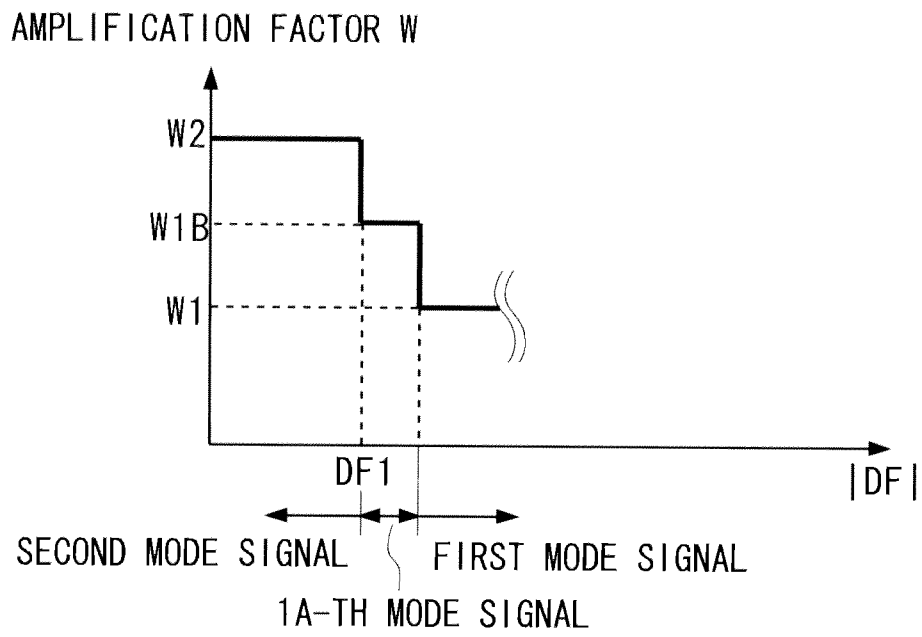 AMPLIFICATION FACTOR W
W2
W1B
W1
DF1
|DF|
SECOND MODE SIGNAL
FIRST MODE SIGNAL
1A-TH MODE SIGNAL